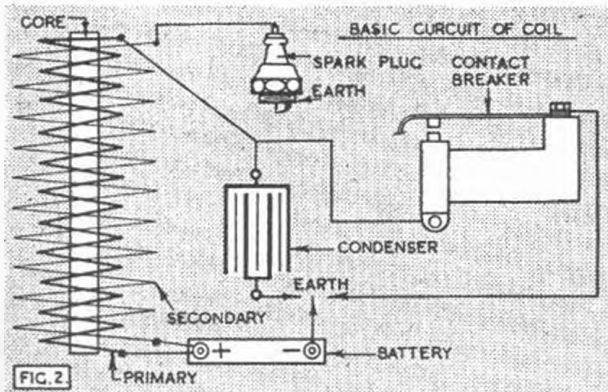 CORE
BASIC CURCUIT OF COIL
SPARK PLUG
EARTH
CONTACT
BREAKER
CONDENSER
EARTH
SECONDARY
+
−
BATTERY
FIG. 2.
PRIMARY